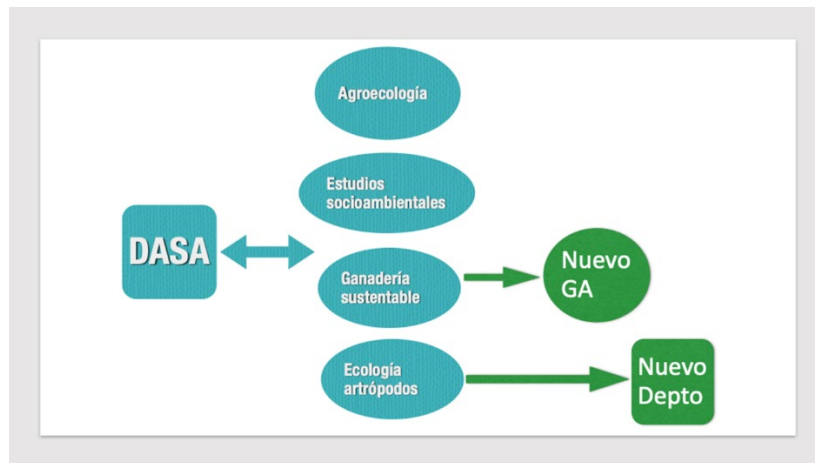 Agroecología
Estudios
socioambientales
DASA
Ganadería
sustentable
Nuevo
GA
Ecología
artrópodos
Nuevo
Depto